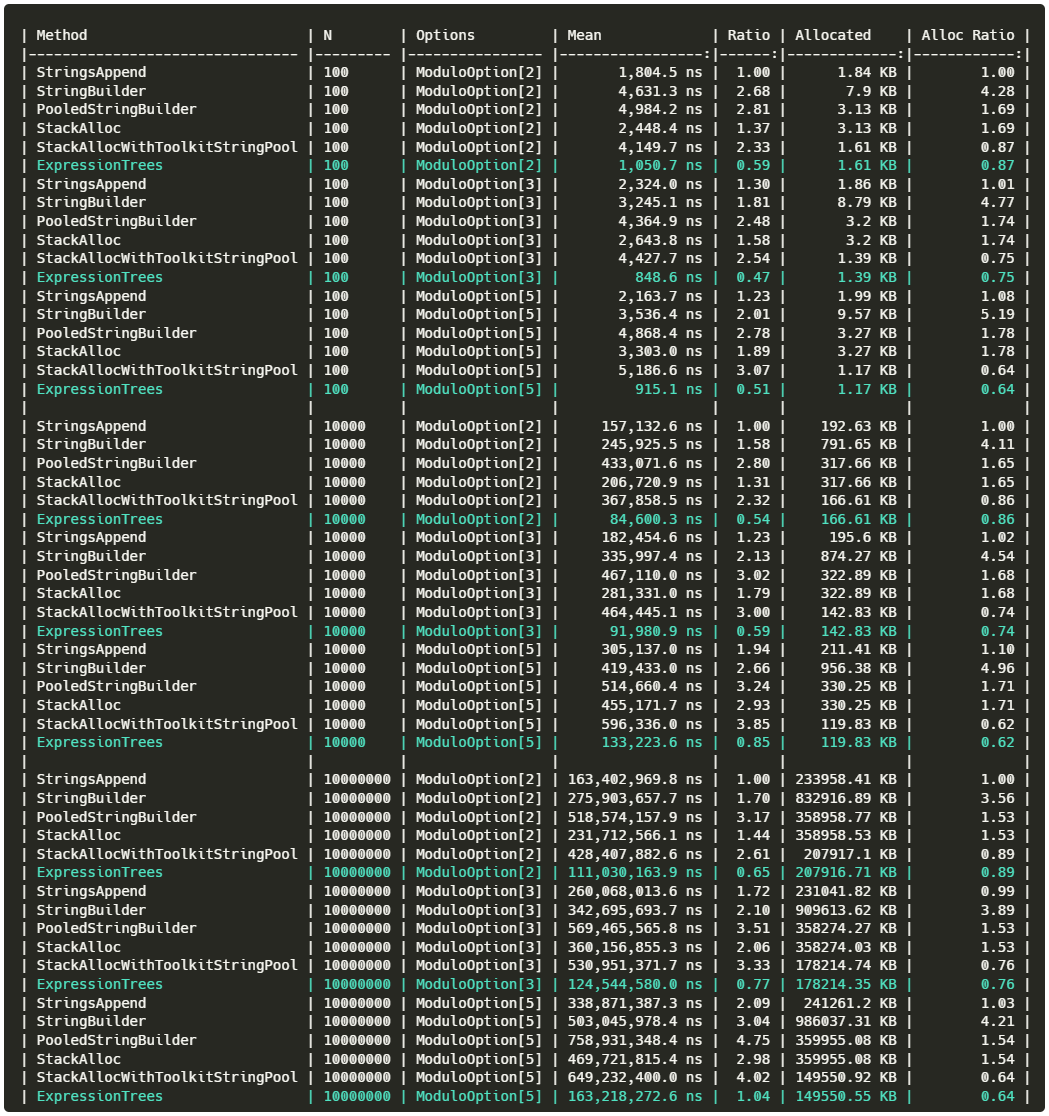 | Method                         | N        | Options         | Mean             | Ratio | Allocated    | Alloc Ratio |
|------------------------------- |--------- |---------------- |-----------------:|------:|-------------:|------------:|
| StringsAppend                  | 100      | ModuloOption[2] |       1,804.5 ns |  1.00 |      1.84 KB |        1.00 |
| StringBuilder                  | 100      | ModuloOption[2] |       4,631.3 ns |  2.68 |       7.9 KB |        4.28 |
| PooledStringBuilder            | 100      | ModuloOption[2] |       4,984.2 ns |  2.81 |      3.13 KB |        1.69 |
| StackAlloc                     | 100      | ModuloOption[2] |       2,448.4 ns |  1.37 |      3.13 KB |        1.69 |
| StackAllocWithToolkitStringPool | 100      | ModuloOption[2] |       4,149.7 ns |  2.33 |      1.61 KB |        0.87 |
| ExpressionTrees                | 100      | ModuloOption[2] |       1,050.7 ns |  0.59 |      1.61 KB |        0.87 |
| StringsAppend                  | 100      | ModuloOption[3] |       2,324.0 ns |  1.30 |      1.86 KB |        1.01 |
| StringBuilder                  | 100      | ModuloOption[3] |       3,245.1 ns |  1.81 |      8.79 KB |        4.77 |
| PooledStringBuilder            | 100      | ModuloOption[3] |       4,364.9 ns |  2.48 |       3.2 KB |        1.74 |
| StackAlloc                     | 100      | ModuloOption[3] |       2,643.8 ns |  1.58 |       3.2 KB |        1.74 |
| StackAllocWithToolkitStringPool | 100      | ModuloOption[3] |       4,427.7 ns |  2.54 |      1.39 KB |        0.75 |
| ExpressionTrees                | 100      | ModuloOption[3] |         848.6 ns |  0.47 |      1.39 KB |        0.75 |
| StringsAppend                  | 100      | ModuloOption[5] |       2,163.7 ns |  1.23 |      1.99 KB |        1.08 |
| StringBuilder                  | 100      | ModuloOption[5] |       3,536.4 ns |  2.01 |      9.57 KB |        5.19 |
| PooledStringBuilder            | 100      | ModuloOption[5] |       4,868.4 ns |  2.78 |      3.27 KB |        1.78 |
| StackAlloc                     | 100      | ModuloOption[5] |       3,303.0 ns |  1.89 |      3.27 KB |        1.78 |
| StackAllocWithToolkitStringPool | 100      | ModuloOption[5] |       5,186.6 ns |  3.07 |      1.17 KB |        0.64 |
| ExpressionTrees                | 100      | ModuloOption[5] |         915.1 ns |  0.51 |      1.17 KB |        0.64 |
|                                |          |                 |                  |       |              |             |
| StringsAppend                  | 10000    | ModuloOption[2] |     157,132.6 ns |  1.00 |    192.63 KB |        1.00 |
| StringBuilder                  | 10000    | ModuloOption[2] |     245,925.5 ns |  1.58 |    791.65 KB |        4.11 |
| PooledStringBuilder            | 10000    | ModuloOption[2] |     433,071.6 ns |  2.80 |    317.66 KB |        1.65 |
| StackAlloc                     | 10000    | ModuloOption[2] |     206,720.9 ns |  1.31 |    317.66 KB |        1.65 |
| StackAllocWithToolkitStringPool | 10000    | ModuloOption[2] |     367,858.5 ns |  2.32 |    166.61 KB |        0.86 |
| ExpressionTrees                | 10000    | ModuloOption[2] |      84,600.3 ns |  0.54 |    166.61 KB |        0.86 |
| StringsAppend                  | 10000    | ModuloOption[3] |     182,454.6 ns |  1.23 |     195.6 KB |        1.02 |
| StringBuilder                  | 10000    | ModuloOption[3] |     335,997.4 ns |  2.13 |    874.27 KB |        4.54 |
| PooledStringBuilder            | 10000    | ModuloOption[3] |     467,110.0 ns |  3.02 |    322.89 KB |        1.68 |
| StackAlloc                     | 10000    | ModuloOption[3] |     281,331.0 ns |  1.79 |    322.89 KB |        1.68 |
| StackAllocWithToolkitStringPool | 10000    | ModuloOption[3] |     464,445.1 ns |  3.00 |    142.83 KB |        0.74 |
| ExpressionTrees                | 10000    | ModuloOption[3] |      91,980.9 ns |  0.59 |    142.83 KB |        0.74 |
| StringsAppend                  | 10000    | ModuloOption[5] |     305,137.0 ns |  1.94 |    211.41 KB |        1.10 |
| StringBuilder                  | 10000    | ModuloOption[5] |     419,433.0 ns |  2.66 |    956.38 KB |        4.96 |
| PooledStringBuilder            | 10000    | ModuloOption[5] |     514,660.4 ns |  3.24 |    330.25 KB |        1.71 |
| StackAlloc                     | 10000    | ModuloOption[5] |     455,171.7 ns |  2.93 |    330.25 KB |        1.71 |
| StackAllocWithToolkitStringPool | 10000    | ModuloOption[5] |     596,336.0 ns |  3.85 |    119.83 KB |        0.62 |
| ExpressionTrees                | 10000    | ModuloOption[5] |     133,223.6 ns |  0.85 |    119.83 KB |        0.62 |
|                                |          |                 |                  |       |              |             |
| StringsAppend                  | 10000000 | ModuloOption[2] | 163,402,969.8 ns |  1.00 | 233958.41 KB |        1.00 |
| StringBuilder                  | 10000000 | ModuloOption[2] | 275,903,657.7 ns |  1.70 | 832916.89 KB |        3.56 |
| PooledStringBuilder            | 10000000 | ModuloOption[2] | 518,574,157.9 ns |  3.17 | 358958.77 KB |        1.53 |
| StackAlloc                     | 10000000 | ModuloOption[2] | 231,712,566.1 ns |  1.44 | 358958.53 KB |        1.53 |
| StackAllocWithToolkitStringPool | 10000000 | ModuloOption[2] | 428,407,882.6 ns |  2.61 |  207917.1 KB |        0.89 |
| ExpressionTrees                | 10000000 | ModuloOption[2] | 111,030,163.9 ns |  0.65 | 207916.71 KB |        0.89 |
| StringsAppend                  | 10000000 | ModuloOption[3] | 260,068,013.6 ns |  1.72 | 231041.82 KB |        0.99 |
| StringBuilder                  | 10000000 | ModuloOption[3] | 342,695,693.7 ns |  2.10 | 909613.62 KB |        3.89 |
| PooledStringBuilder            | 10000000 | ModuloOption[3] | 569,465,565.8 ns |  3.51 | 358274.27 KB |        1.53 |
| StackAlloc                     | 10000000 | ModuloOption[3] | 360,156,855.3 ns |  2.06 | 358274.03 KB |        1.53 |
| StackAllocWithToolkitStringPool | 10000000 | ModuloOption[3] | 530,951,371.7 ns |  3.33 | 178214.74 KB |        0.76 |
| ExpressionTrees                | 10000000 | ModuloOption[3] | 124,544,580.0 ns |  0.77 | 178214.35 KB |        0.76 |
| StringsAppend                  | 10000000 | ModuloOption[5] | 338,871,387.3 ns |  2.09 |  241261.2 KB |        1.03 |
| StringBuilder                  | 10000000 | ModuloOption[5] | 503,045,978.4 ns |  3.04 | 986037.31 KB |        4.21 |
| PooledStringBuilder            | 10000000 | ModuloOption[5] | 758,931,348.4 ns |  4.75 | 359955.08 KB |        1.54 |
| StackAlloc                     | 10000000 | ModuloOption[5] | 469,721,815.4 ns |  2.98 | 359955.08 KB |        1.54 |
| StackAllocWithToolkitStringPool | 10000000 | ModuloOption[5] | 649,232,400.0 ns |  4.02 | 149550.92 KB |        0.64 |
| ExpressionTrees                | 10000000 | ModuloOption[5] | 163,218,272.6 ns |  1.04 | 149550.55 KB |        0.64 |